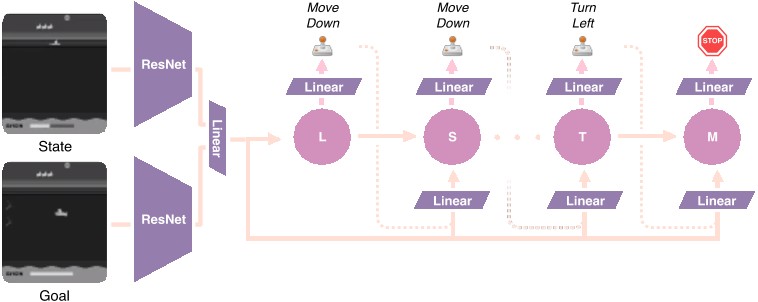 Move
Down
Move
Down
Turn
Left
STOP
ResNet
Linear
Linear
Linear
Linear
State
Linear
L
S
T
M
ResNet
Linear
Linear
Linear
Goal